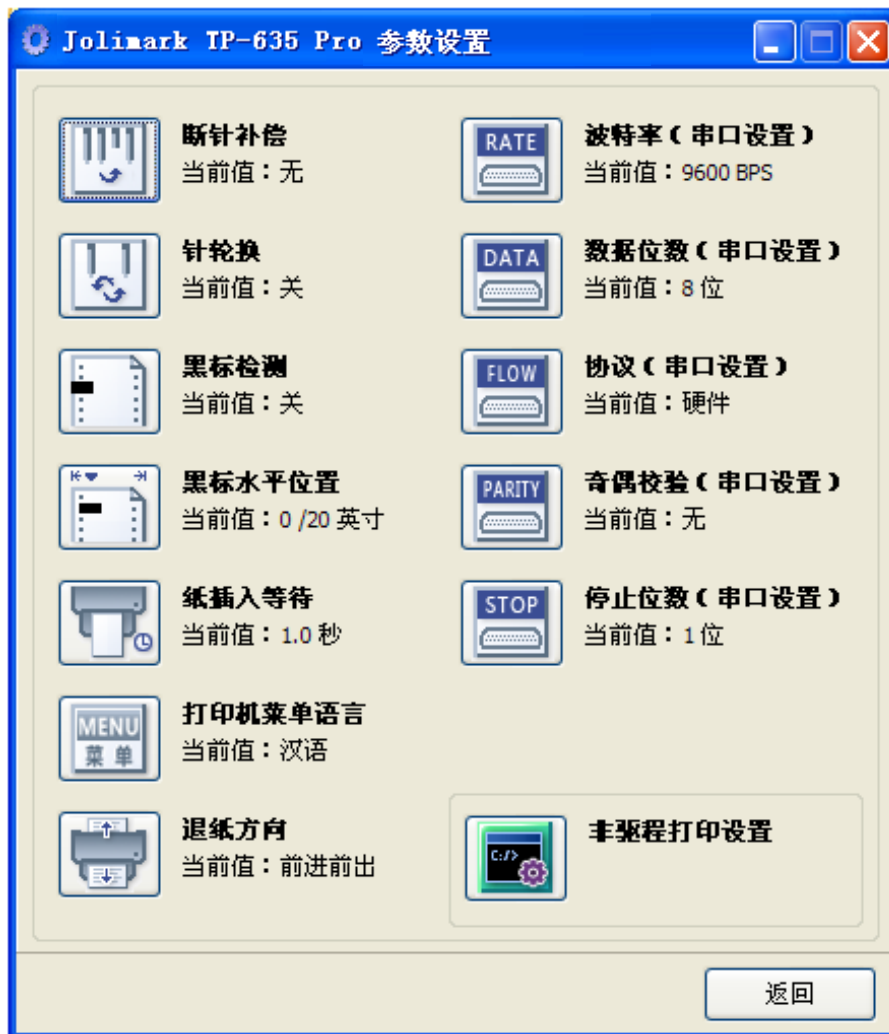 Jolimark TP-635 Pro 参数设置
断针补偿
当前值：无
针轮换
当前值：关
黑标检测
当前值：关
黑标水平位置
当前值：0 /20 英寸
纸插入等待
当前值：1.0 秒
MENU
菜单
打印机菜单语言
当前值：汉语
退纸方向
当前值：前进前出
RATE
波特率（串口设置）
当前值：9600 BPS
DATA
数据位数（串口设置）
当前值：8 位
FLOW
协议（串口设置）
当前值：硬件
PARITY
奇偶校验（串口设置）
当前值：无
STOP
停止位数（串口设置）
当前值：1 位
C:/>
非驱程打印设置
返回